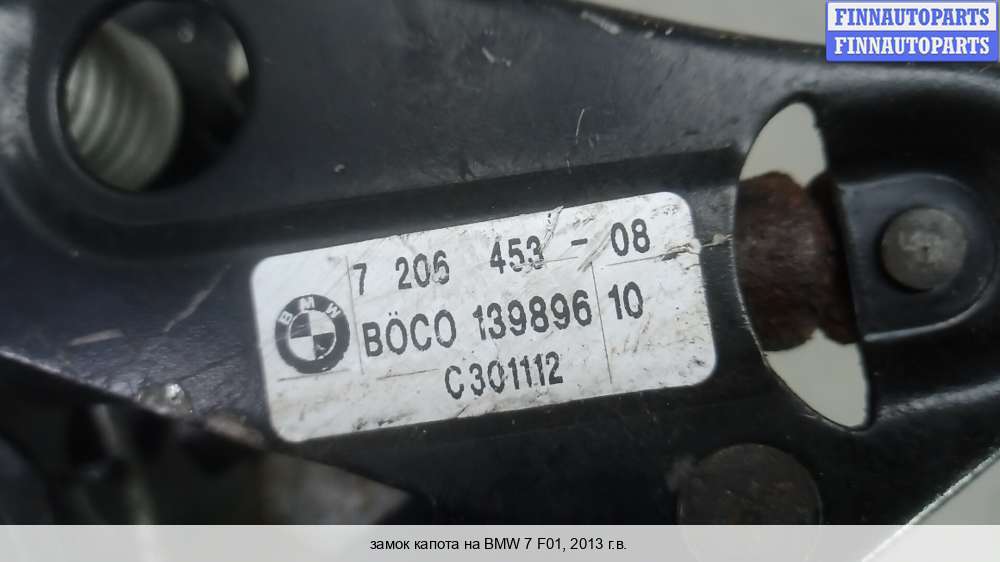 FINNAUTOPARTS
FINNAUTOPARTS
7 206 453 - 08
BMW
BÖCO 139896 10
C301112
замок капота на BMW 7 F01, 2013 г.в.